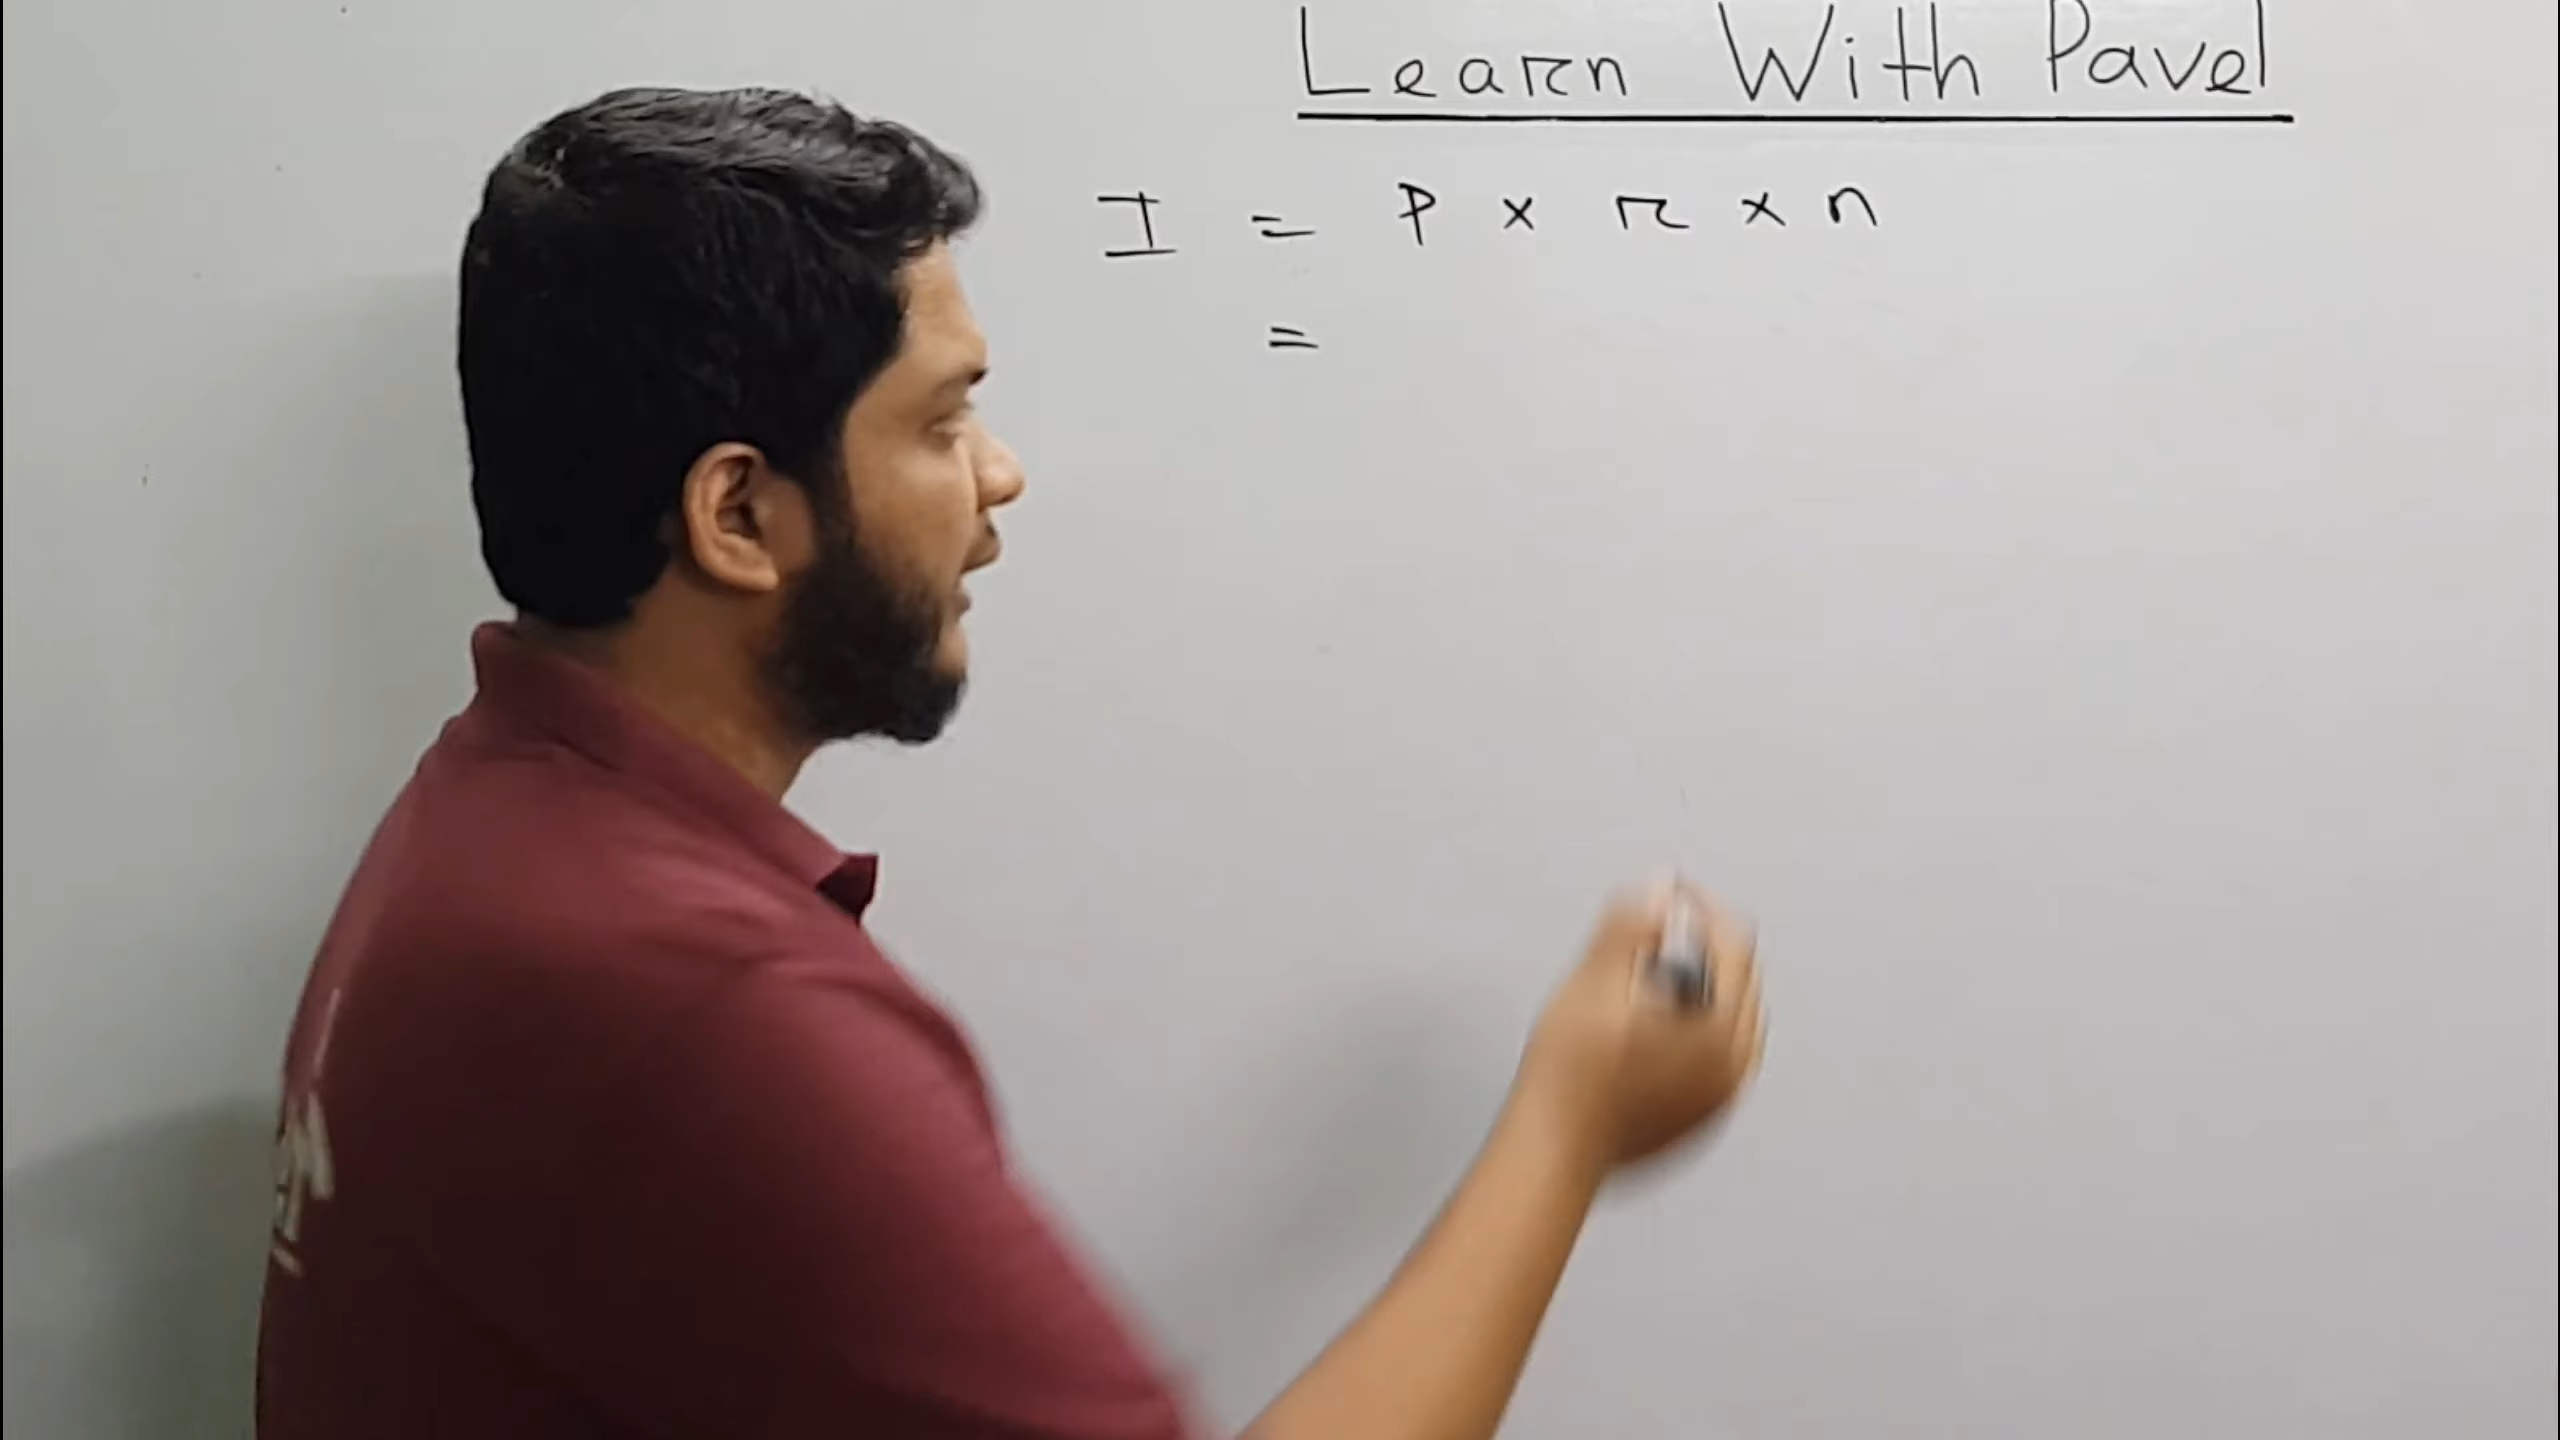 Learn With Pavel
I = P × r × n
=